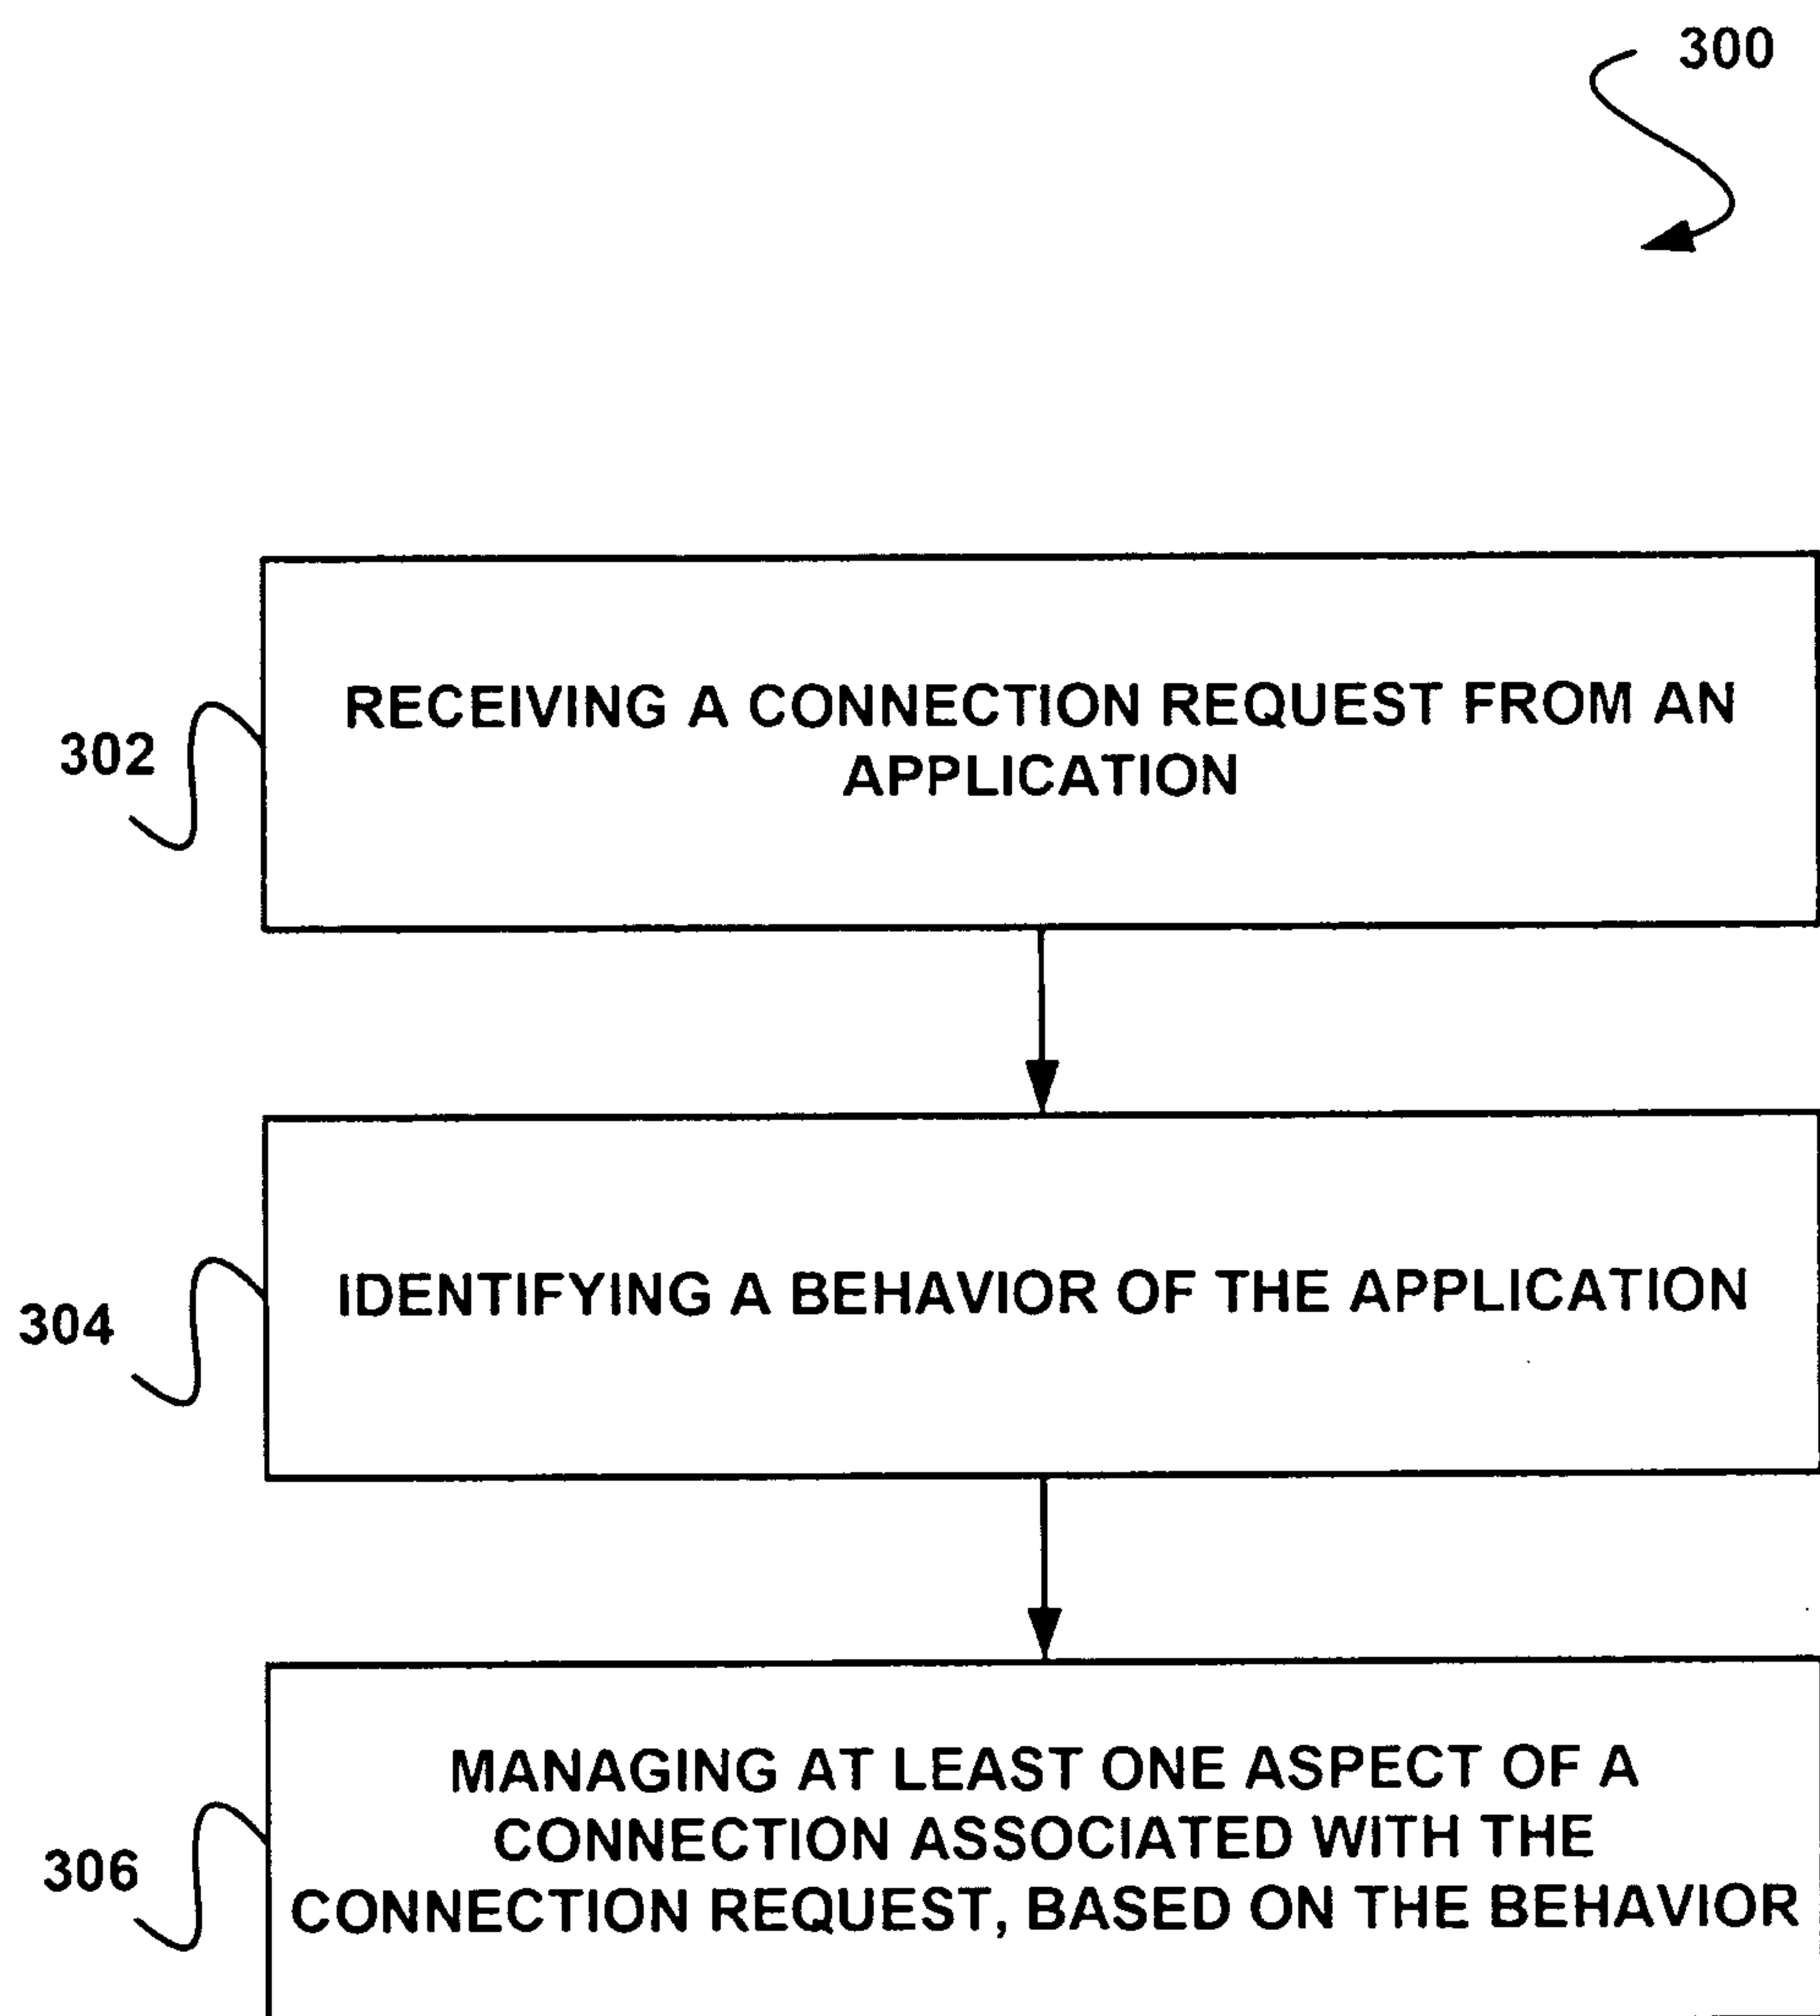 300
302
RECEIVING A CONNECTION REQUEST FROM AN
APPLICATION
304
IDENTIFYING A BEHAVIOR OF THE APPLICATION
306
MANAGING AT LEAST ONE ASPECT OF A
CONNECTION ASSOCIATED WITH THE
CONNECTION REQUEST, BASED ON THE BEHAVIOR